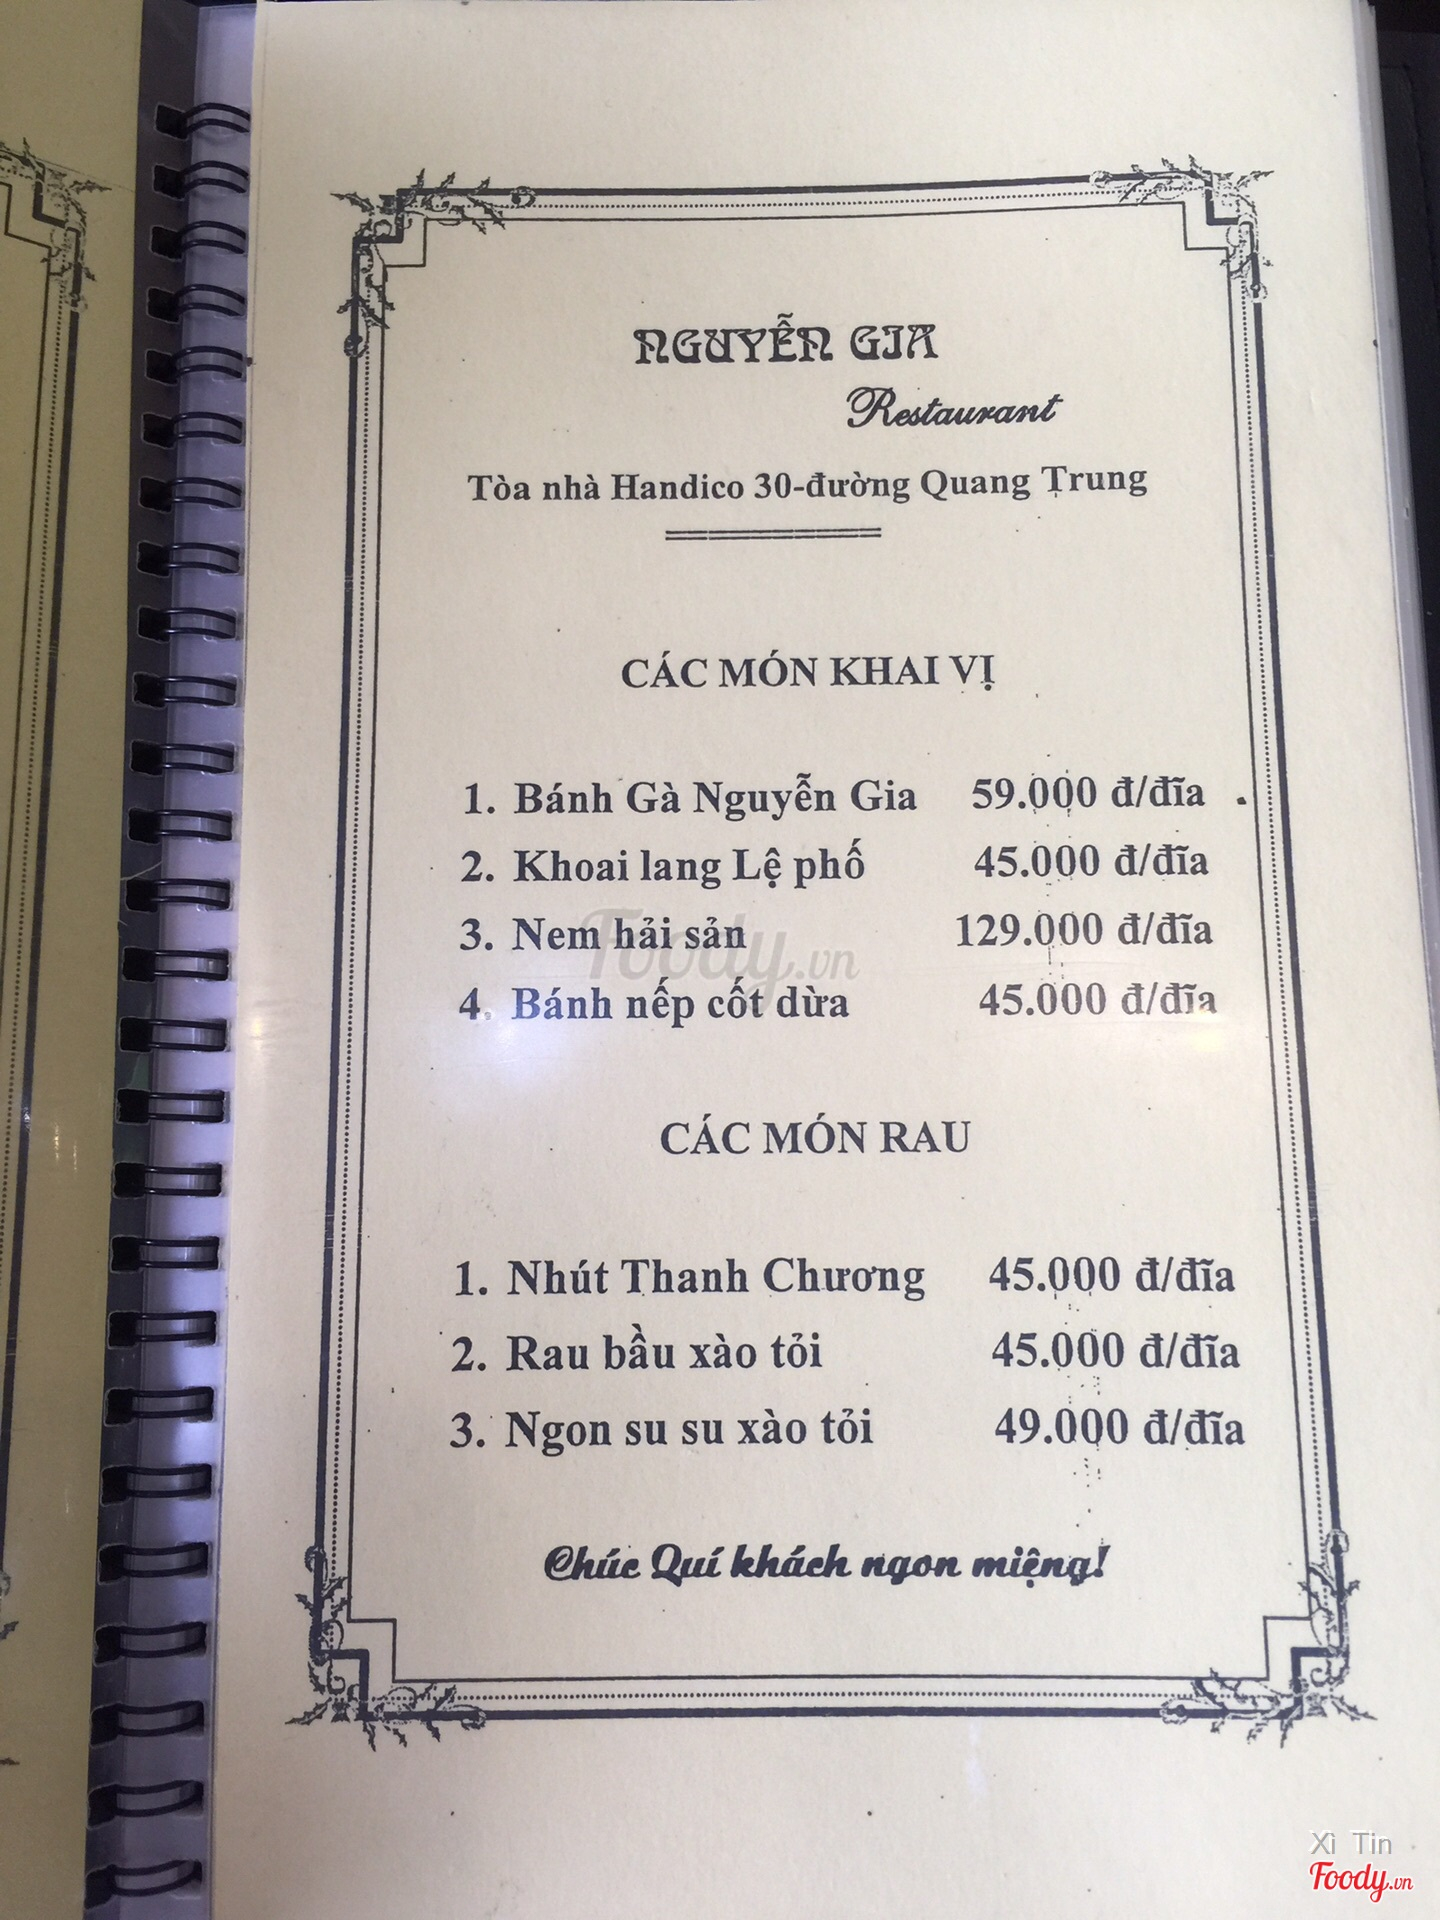 NGUYỄN GIA
Restaurant
Tòa nhà Handico 30-đường Quang Trung
CÁC MÓN KHAI VỊ
1. Bánh Gà Nguyễn Gia 59.000 đ/đĩa
2. Khoai lang Lệ phố 45.000 đ/đĩa
3. Nem hải sản 129.000 đ/đĩa
4. Bánh nếp cốt dừa 45.000 đ/đĩa
Foody.vn
CÁC MÓN RAU
1. Nhút Thanh Chương 45.000 đ/đĩa
2. Rau bầu xào tỏi 45.000 đ/đĩa
3. Ngon su su xào tỏi 49.000 đ/đĩa
Chúc Quí khách ngon miệng!
Xì Tin
Foody.vn